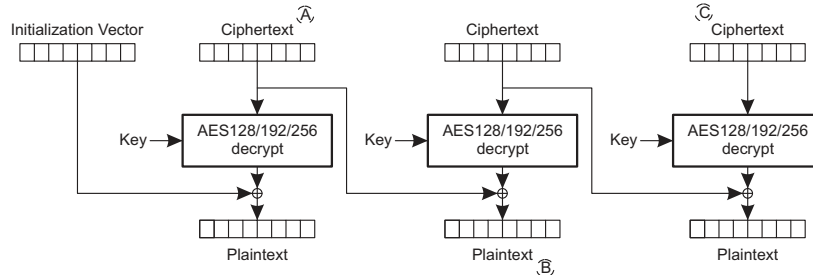 A
C
Initialization Vector
Ciphertext
Ciphertext
Ciphertext
Key
AES128/192/256
decrypt
Key
AES128/192/256
decrypt
Key
AES128/192/256
decrypt
Plaintext
Plaintext
Plaintext
B